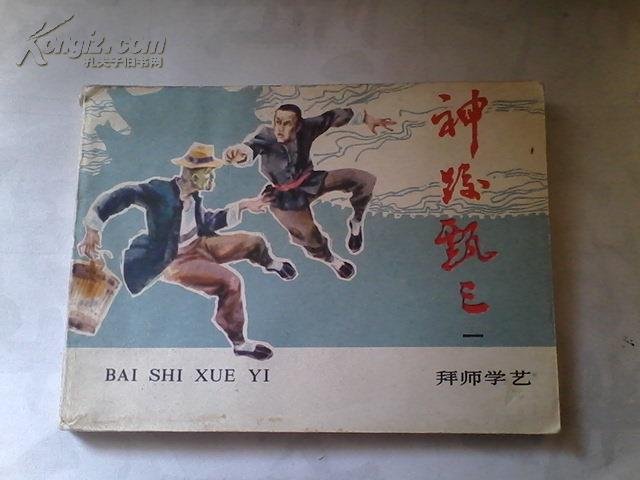 Kongfz.com
孔夫子旧书网
神跤甄三
一
BAI SHI XUE YI
拜师学艺